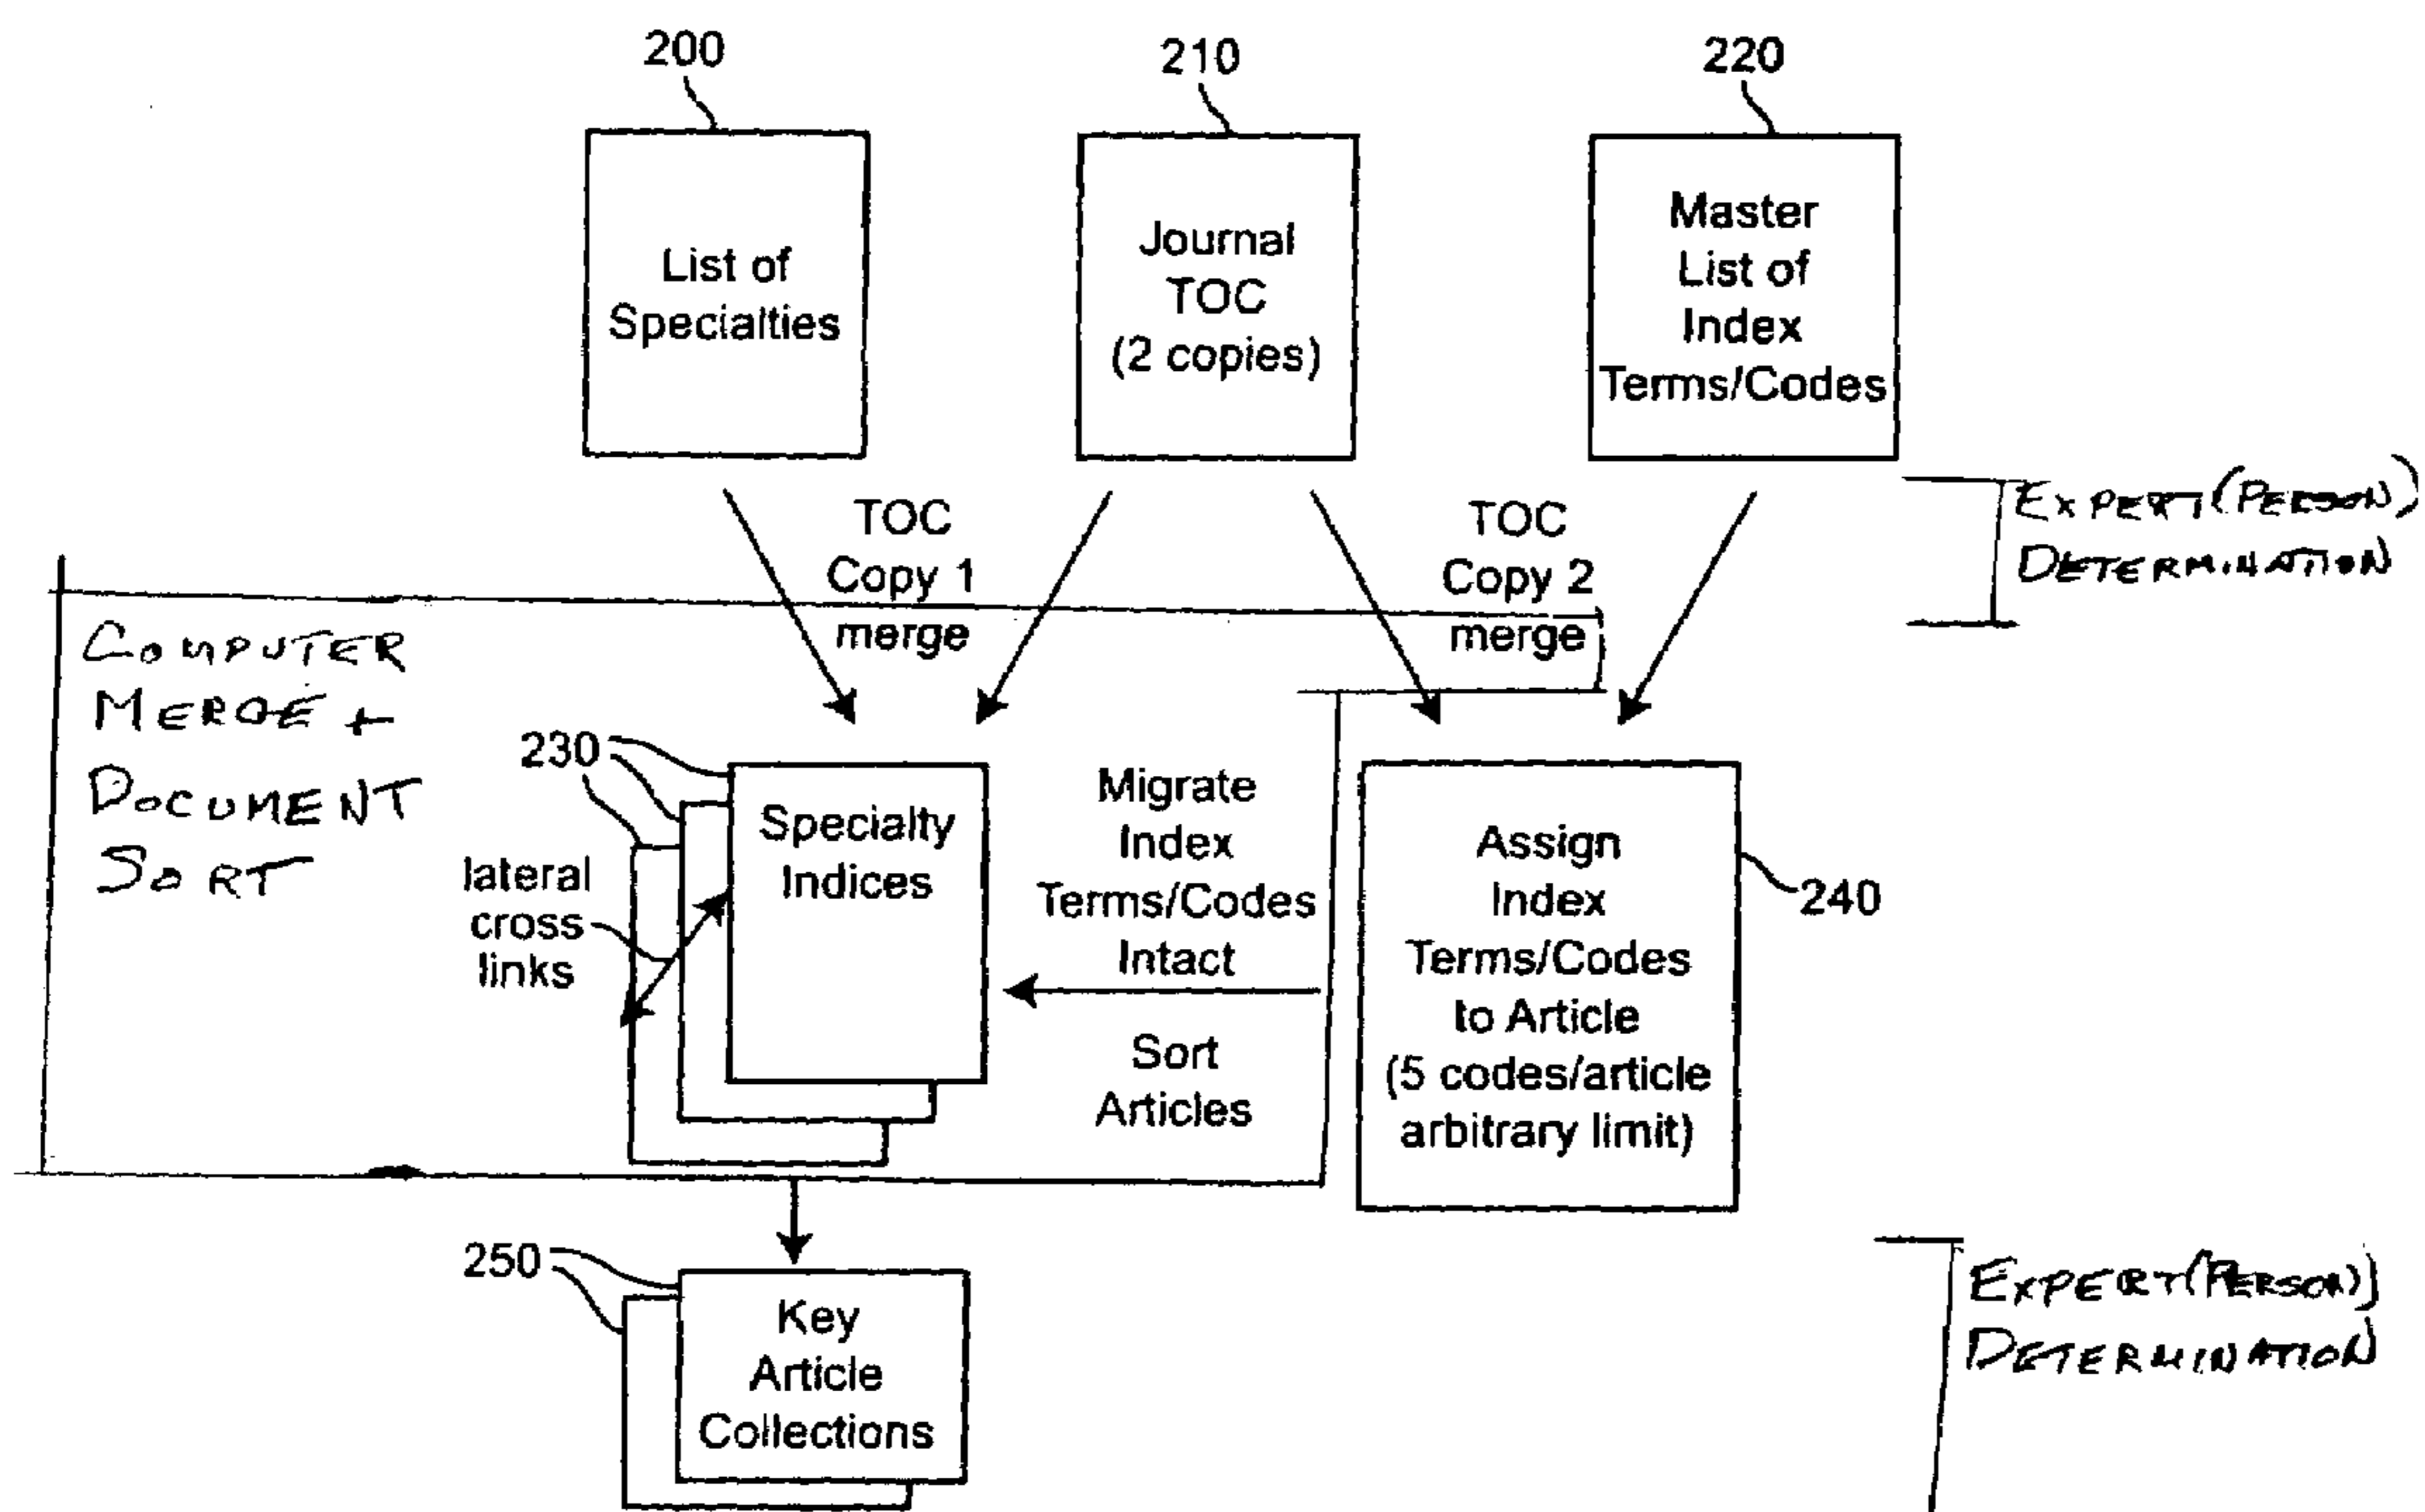 200
210
220
List of
Specialties
Journal
TOC
(2 copies)
Master
List of
Index
Terms/Codes
EXPERT (PERSON)
DETERMINATION
TOC
Copy 1
merge
TOC
Copy 2
merge
COMPUTER
MERGE +
DOCUMENT
SORT
230
Specialty
Indices
lateral
cross
links
Migrate
Index
Terms/Codes
Intact
Sort
Articles
Assign
Index
Terms/Codes
to Article
(5 codes/article
arbitrary limit)
240
250
Key
Article
Collections
EXPERT (PERSON)
DETERMINATION